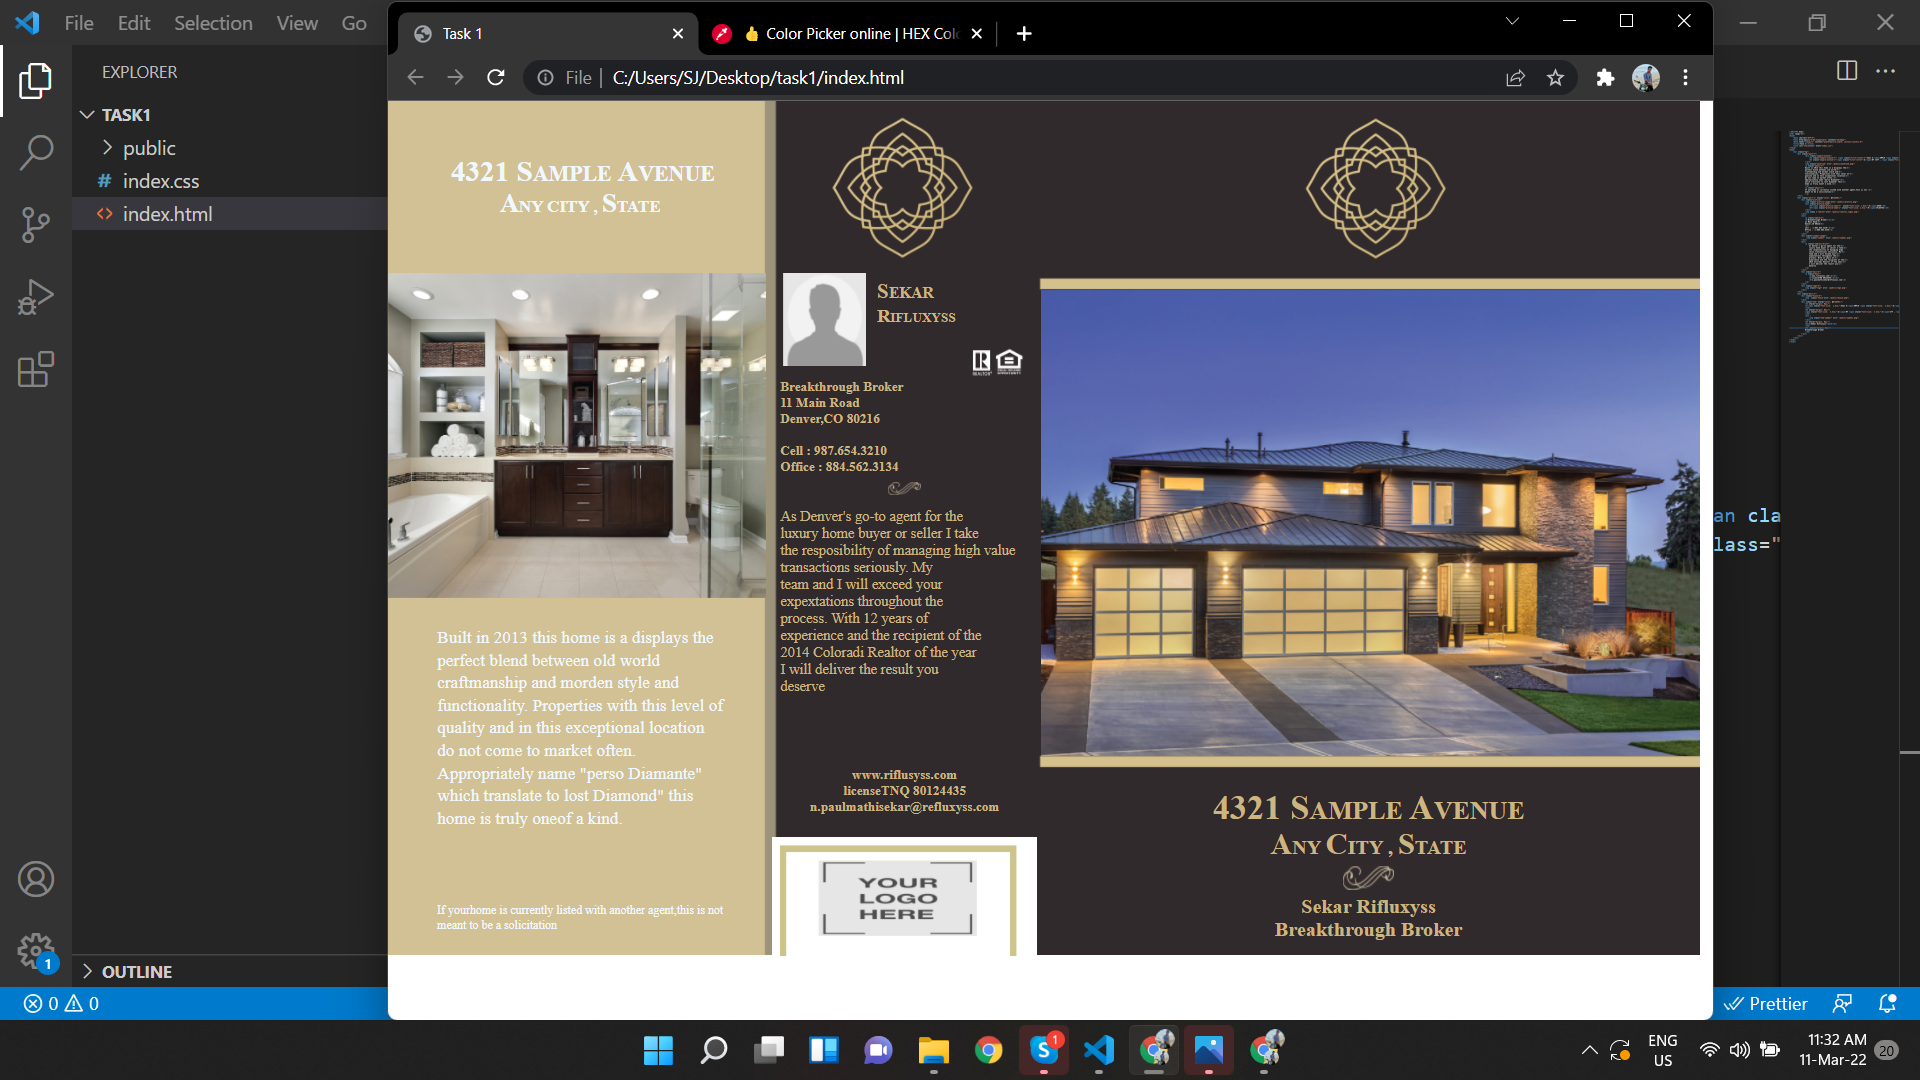 File Edit Selection View Go
Task 1
👍 Color Picker online | HEX Col
File | C:/Users/SJ/Desktop/task1/index.html
EXPLORER
TASK1
public
# index.css
<> index.html
OUTLINE
1
4321 SAMPLE AVENUE
ANY CITY , STATE
Built in 2013 this home is a displays the
perfect blend between old world
craftmanship and morden style and
functionality. Properties with this level of
quality and in this exceptional location
do not come to market often.
Appropriately name "perso Diamante"
which translate to lost Diamond" this
home is truly oneof a kind.
If yourhome is currently listed with another agent,this is not
meant to be a solicitation
SEKAR
RIFLUXYSS
Breakthrough Broker
11 Main Road
Denver,CO 80216
Cell : 987.654.3210
Office : 884.562.3134
As Denver's go-to agent for the
luxury home buyer or seller I take
the resposibility of managing high value
transactions seriously. My
team and I will exceed your
expextations throughout the
process. With 12 years of
experience and the recipient of the
2014 Coloradi Realtor of the year
I will deliver the result you
deserve
www.riflusyss.com
licenseTNQ 80124435
n.paulmathisekar@refluxyss.com
YOUR
LOGO
HERE
4321 SAMPLE AVENUE
ANY CITY , STATE
Sekar Rifluxyss
Breakthrough Broker
an cla
lass="
0 0
Prettier
1
ENG
US
11:32 AM
11-Mar-22
20